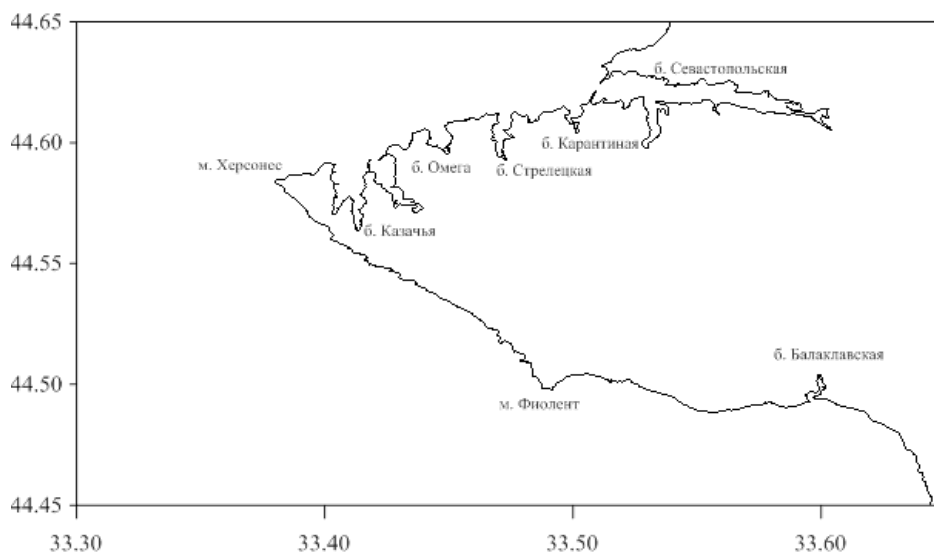 44.65
б. Севастопольская
44.60
б. Карантиная
б. Омега
м. Херсонес
б. Стрелецкая
б. Казачья
44.55
б. Балаклавская
44.50
м. Фиолент
44.45
33.30 33.40 33.50 33.60